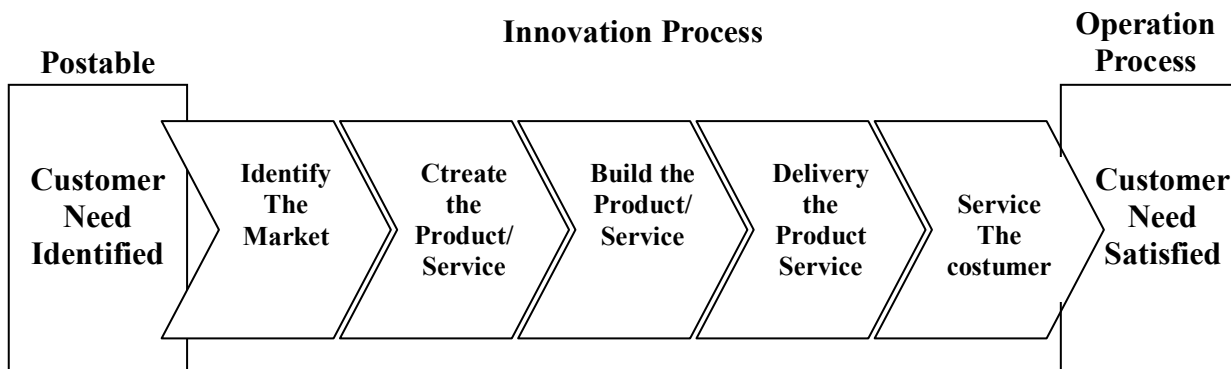 Innovation Process
Operation
Process
Postable
Customer
Need
Identified
Identify
The
Market
Ctreate
the
Product/
Service
Build the
Product/
Service
Delivery
the
Product
Service
Service
The
costumer
Customer
Need
Satisfied